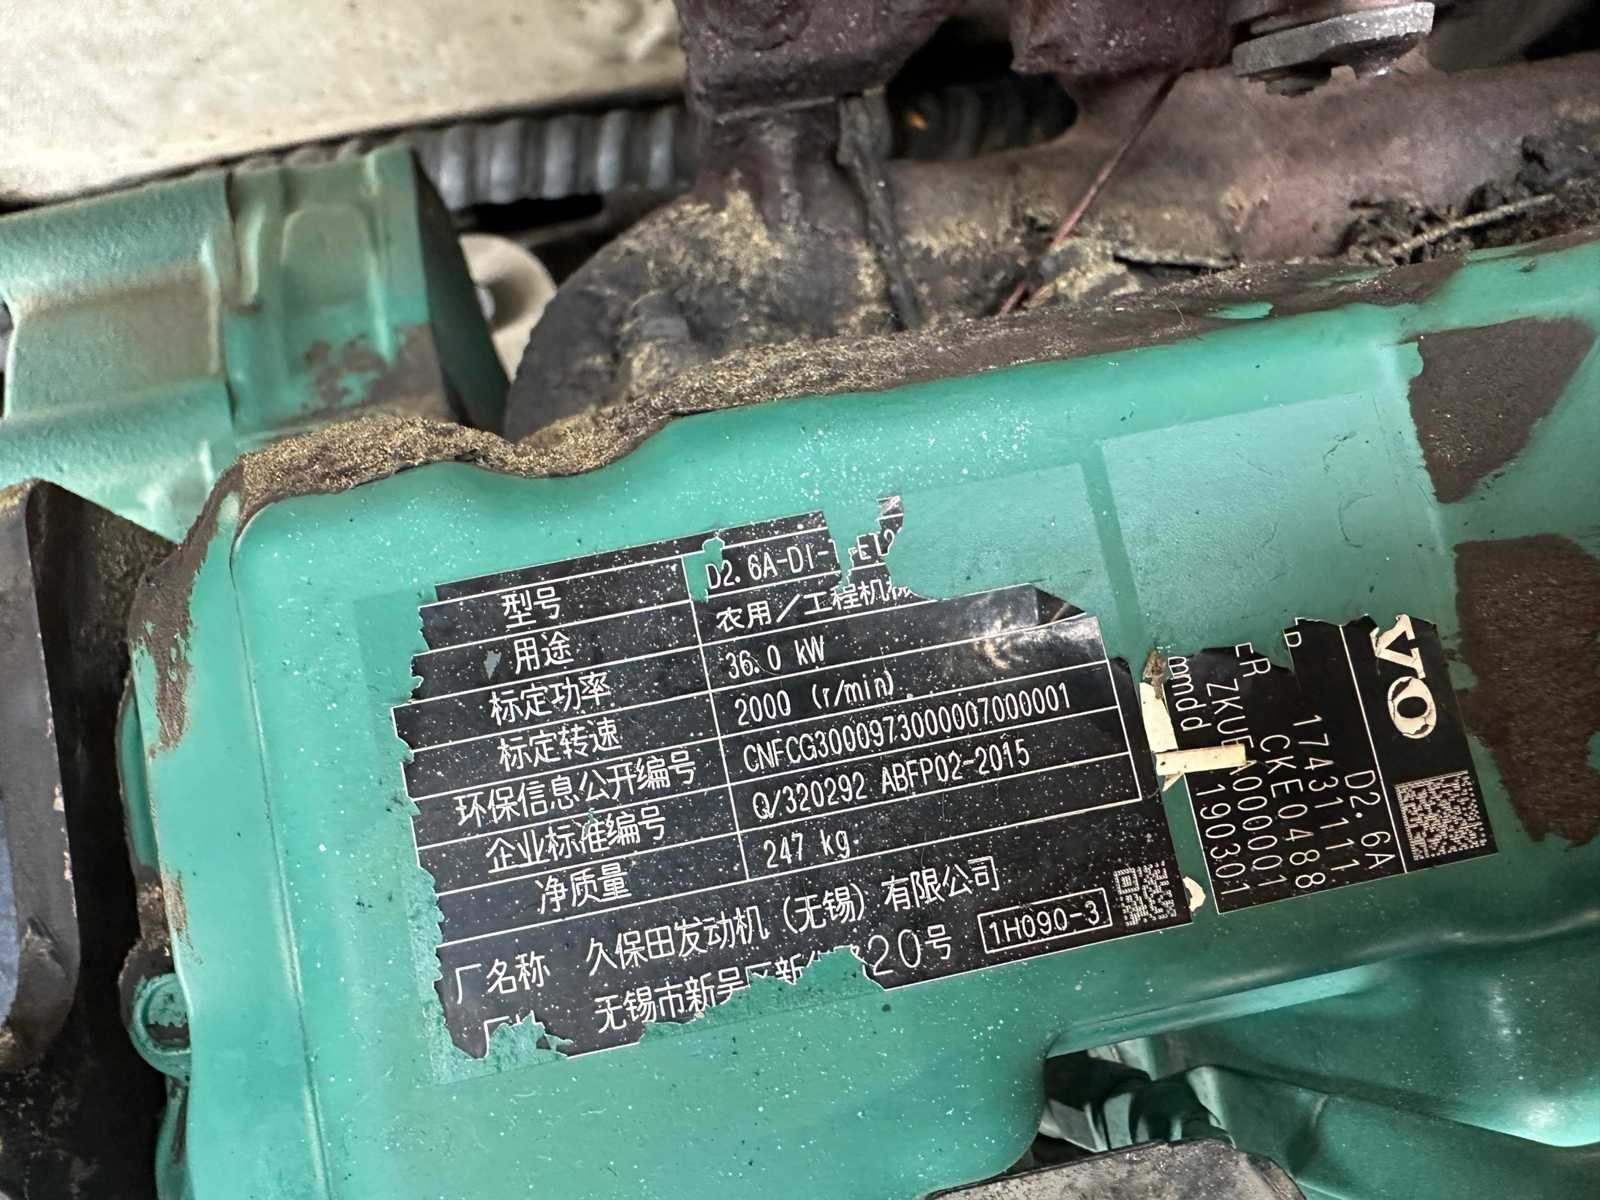 型号 D2.6A-DI-
用途 农用/工程机械
标定功率 36.0 kW
标定转速 2000 (r/min)
环保信息公开编号 CNFCG3000973000007000001
企业标准编号 Q/320292 ABFP02-2015
净质量 247 kg.
厂名称 久保田发动机(无锡)有限公司
无锡市新吴区新 20号
1H090-3
VO
D2.6A
17431111
CKE0488
ER ZKUFA0000001
mmdd 190301